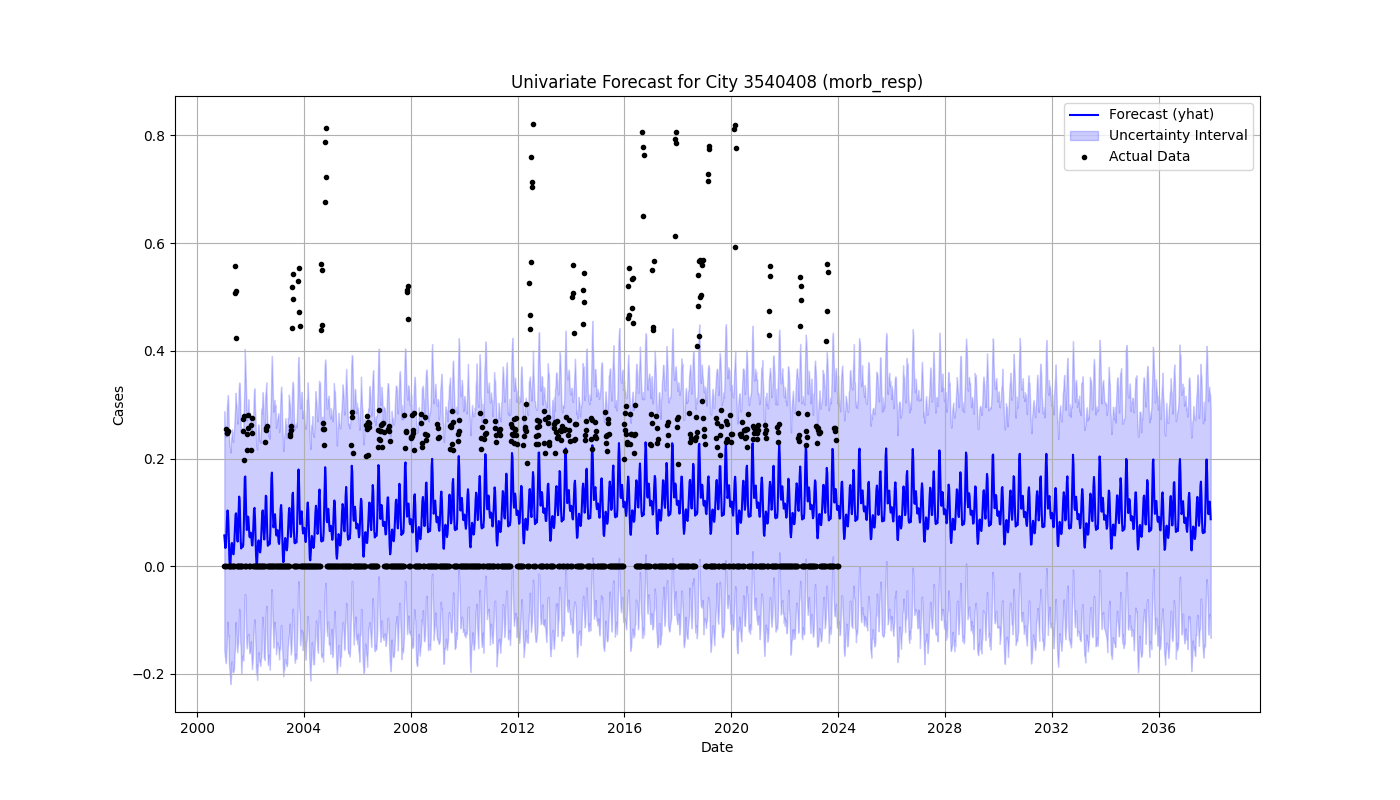 Univariate Forecast for City 3540408 (morb_resp)
Forecast (yhat)
Uncertainty Interval
Actual Data
Cases
0.8
0.6
0.4
0.2
0.0
−0.2
2000 2004 2008 2012 2016 2020 2024 2028 2032 2036
Date